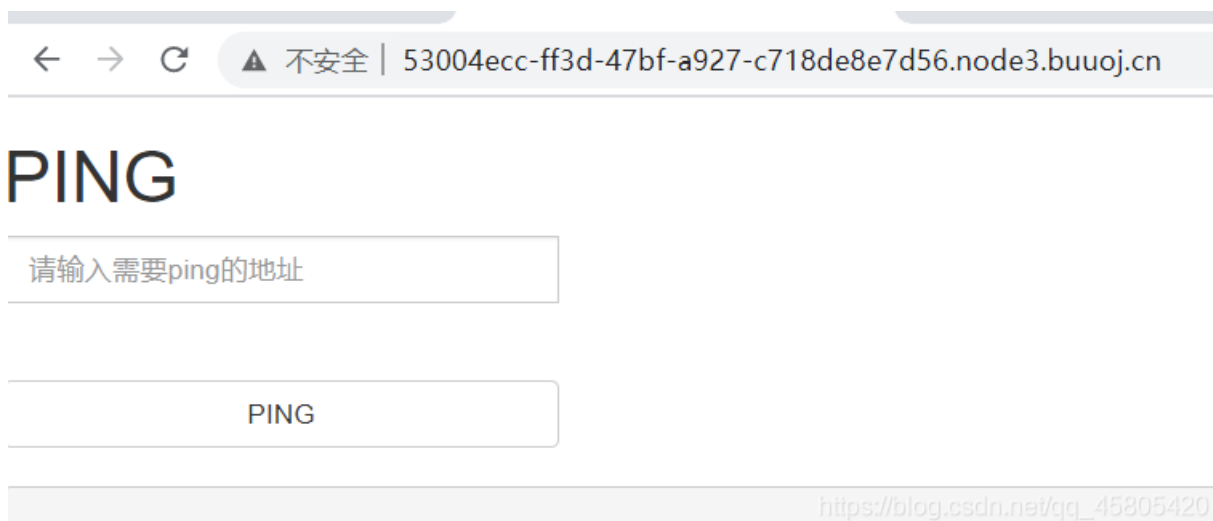 不安全 | 53004ecc-ff3d-47bf-a927-c718de8e7d56.node3.buuoj.cn
PING
请输入需要ping的地址
PING
https://blog.csdn.net/qq_45805420